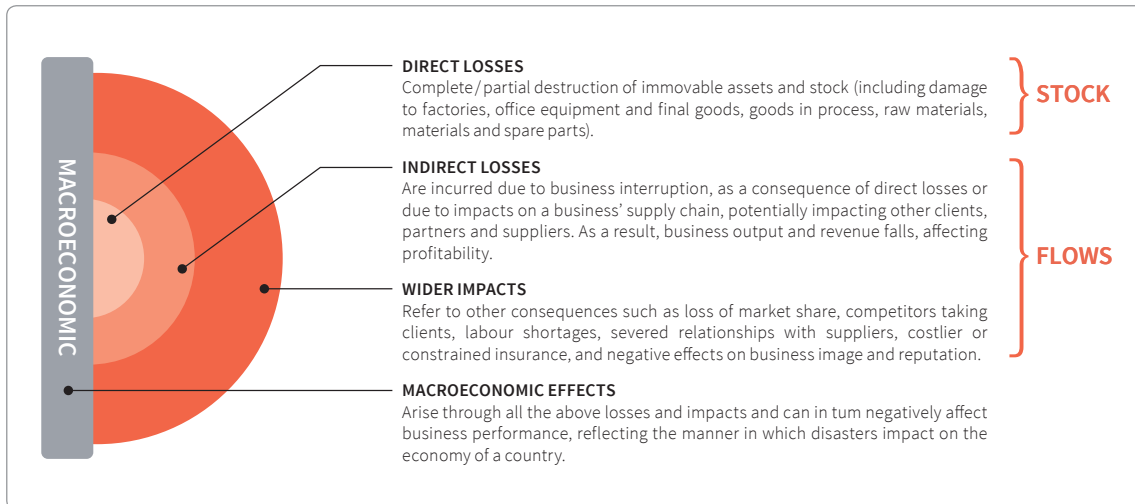 MACROECONOMIC
DIRECT LOSSES
Complete/partial destruction of immovable assets and stock (including damage
to factories, office equipment and final goods, goods in process, raw materials,
materials and spare parts).
STOCK
INDIRECT LOSSES
Are incurred due to business interruption, as a consequence of direct losses or
due to impacts on a business’ supply chain, potentially impacting other clients,
partners and suppliers. As a result, business output and revenue falls, affecting
profitability.
FLOWS
WIDER IMPACTS
Refer to other consequences such as loss of market share, competitors taking
clients, labour shortages, severed relationships with suppliers, costlier or
constrained insurance, and negative effects on business image and reputation.
MACROECONOMIC EFFECTS
Arise through all the above losses and impacts and can in tum negatively affect
business performance, reflecting the manner in which disasters impact on the
economy of a country.